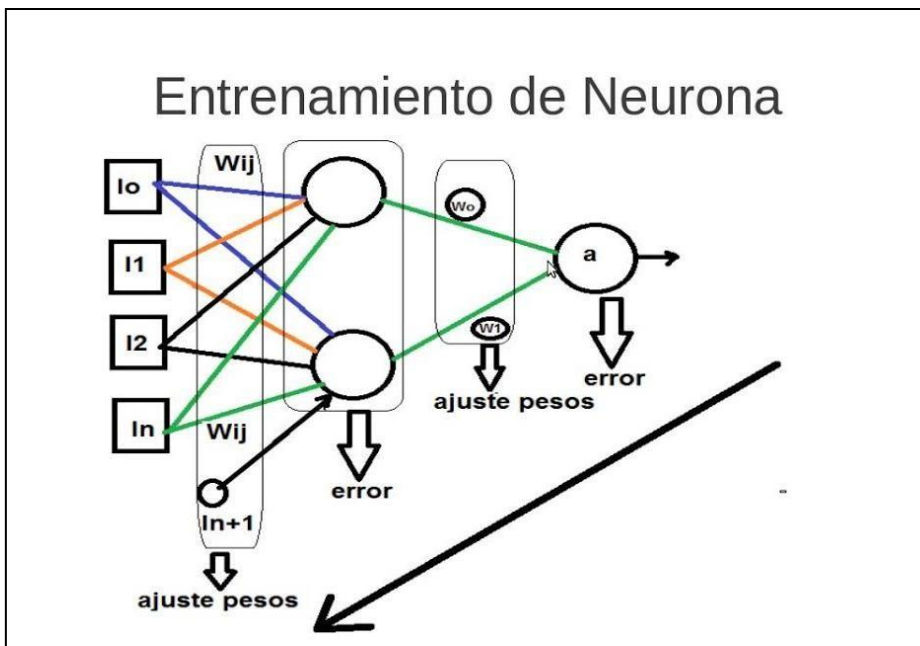 Entrenamiento de Neurona
Wij
Io
I1
I2
In
Wij
In+1
ajuste pesos
error
Wo
W1
ajuste pesos
a
error